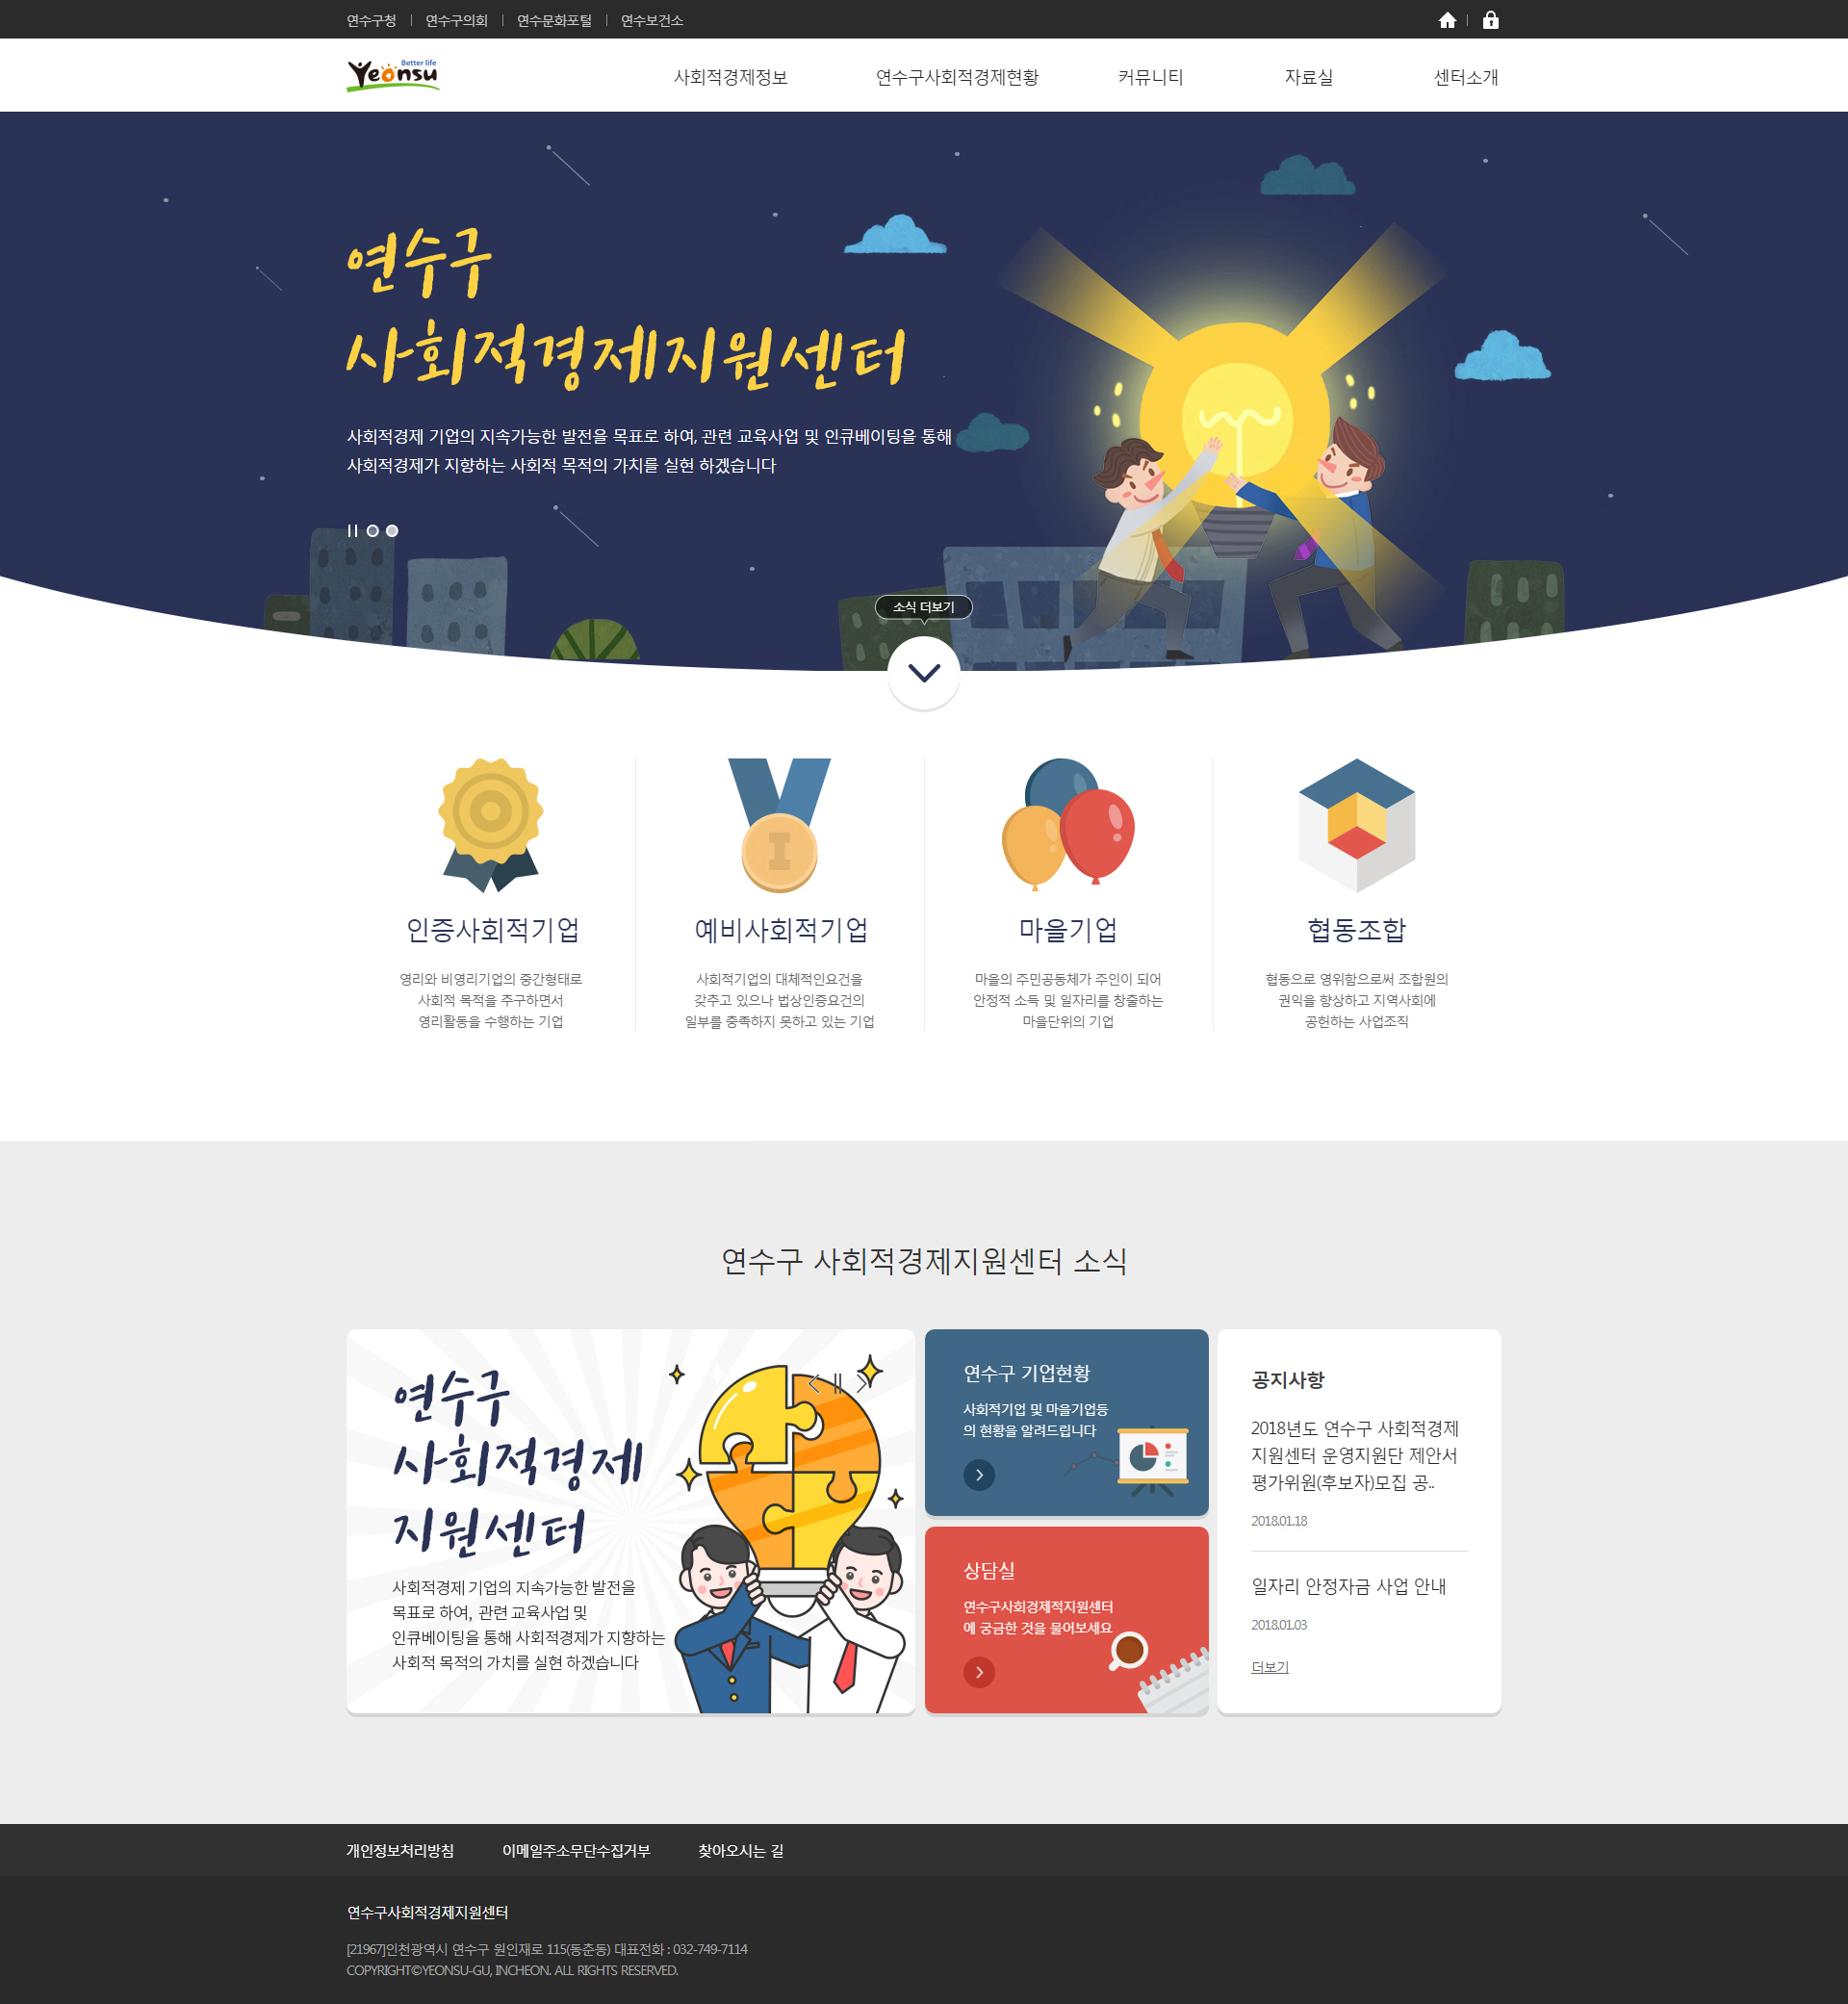 연수구청
연수구의회
연수문화포털
연수보건소
Better life
Yeonsu
사회적경제정보
연수구사회적경제현황
커뮤니티
자료실
센터소개
연수구
사회적경제지원센터
사회적경제 기업의 지속가능한 발전을 목표로 하여, 관련 교육사업 및 인큐베이팅을 통해
사회적경제가 지향하는 사회적 목적의 가치를 실현 하겠습니다
소식 더보기
인증사회적기업
영리와 비영리기업의 중간형태로
사회적 목적을 추구하면서
영리활동을 수행하는 기업
예비사회적기업
사회적기업의 대체적인요건을
갖추고 있으나 법상인증요건의
일부를 충족하지 못하고 있는 기업
마을기업
마을의 주민공동체가 주인이 되어
안정적 소득 및 일자리를 창출하는
마을단위의 기업
협동조합
협동으로 영위함으로써 조합원의
권익을 향상하고 지역사회에
공헌하는 사업조직
연수구 사회적경제지원센터 소식
연수구
사회적경제
지원센터
사회적경제 기업의 지속가능한 발전을
목표로 하여, 관련 교육사업 및
인큐베이팅을 통해 사회적경제가 지향하는
사회적 목적의 가치를 실현 하겠습니다
연수구 기업현황
사회적기업 및 마을기업등
의 현황을 알려드립니다
상담실
연수구사회경제적지원센터
에 궁금한 것을 물어보세요
공지사항
2018년도 연수구 사회적경제
지원센터 운영지원단 제안서
평가위원(후보자)모집 공..
2018.01.18
일자리 안정자금 사업 안내
2018.01.03
더보기
개인정보처리방침
이메일주소무단수집거부
찾아오시는 길
연수구사회적경제지원센터
[21967]인천광역시 연수구 원인재로 115(동춘동) 대표전화 : 032-749-7114
COPYRIGHT©YEONSU-GU, INCHEON. ALL RIGHTS RESERVED.